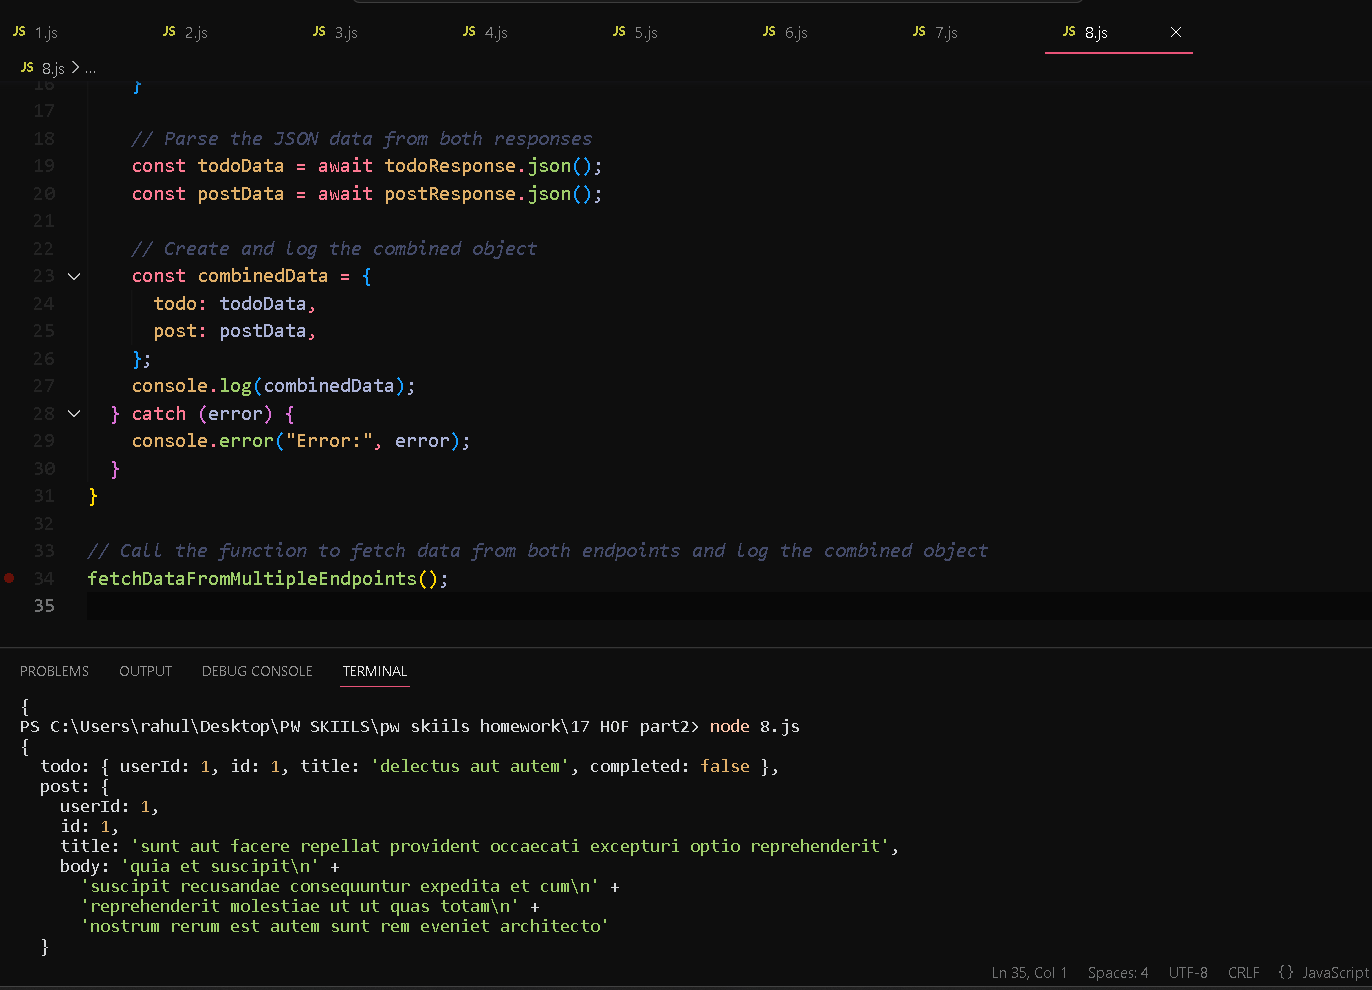 JS 1.js JS 2.js JS 3.js JS 4.js JS 5.js JS 6.js JS 7.js JS 8.js
JS 8.js > ...
16 }
17
18 // Parse the JSON data from both responses
19 const todoData = await todoResponse.json();
20 const postData = await postResponse.json();
21
22 // Create and log the combined object
23 const combinedData = {
24 todo: todoData,
25 post: postData,
26 };
27 console.log(combinedData);
28 } catch (error) {
29 console.error("Error:", error);
30 }
31 }
32
33 // Call the function to fetch data from both endpoints and log the combined object
34 fetchDataFromMultipleEndpoints();
35
PROBLEMS OUTPUT DEBUG CONSOLE TERMINAL
{
PS C:\Users\rahul\Desktop\PW SKIILS\pw skiils homework\17 HOF part2> node 8.js
{
todo: { userId: 1, id: 1, title: 'delectus aut autem', completed: false },
post: {
userId: 1,
id: 1,
title: 'sunt aut facere repellat provident occaecati excepturi optio reprehenderit',
body: 'quia et suscipit\n' +
'suscipit recusandae consequuntur expedita et cum\n' +
'reprehenderit molestiae ut ut quas totam\n' +
'nostrum rerum est autem sunt rem eveniet architecto'
}
Ln 35, Col 1 Spaces: 4 UTF-8 CRLF {} JavaScript